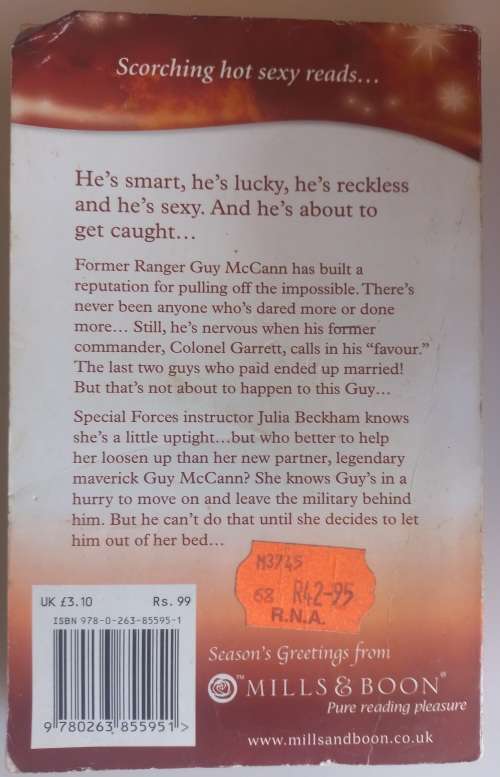 Scorching hot sexy reads...
He's smart, he's lucky, he's reckless
and he's sexy. And he's about to
get caught...
Former Ranger Guy McCann has built a
reputation for pulling off the impossible. There's
never been anyone who's dared more or done
more... Still, he's nervous when his former
commander, Colonel Garrett, calls in his “favour.”
The last two guys who paid ended up married!
But that's not about to happen to this Guy...
Special Forces instructor Julia Beckham knows
she's a little uptight...but who better to help
her loosen up than her new partner, legendary
maverick Guy McCann? She knows Guy's in a
hurry to move on and leave the military behind
him. But he can't do that until she decides to let
him out of her bed...
M3745
68 R42-95
R.N.A.
UK £3.10 Rs. 99
ISBN 978-0-263-85595-1
9 780263 855951 >
Season's Greetings from
™ MILLS & BOON®
Pure reading pleasure
www.millsandboon.co.uk